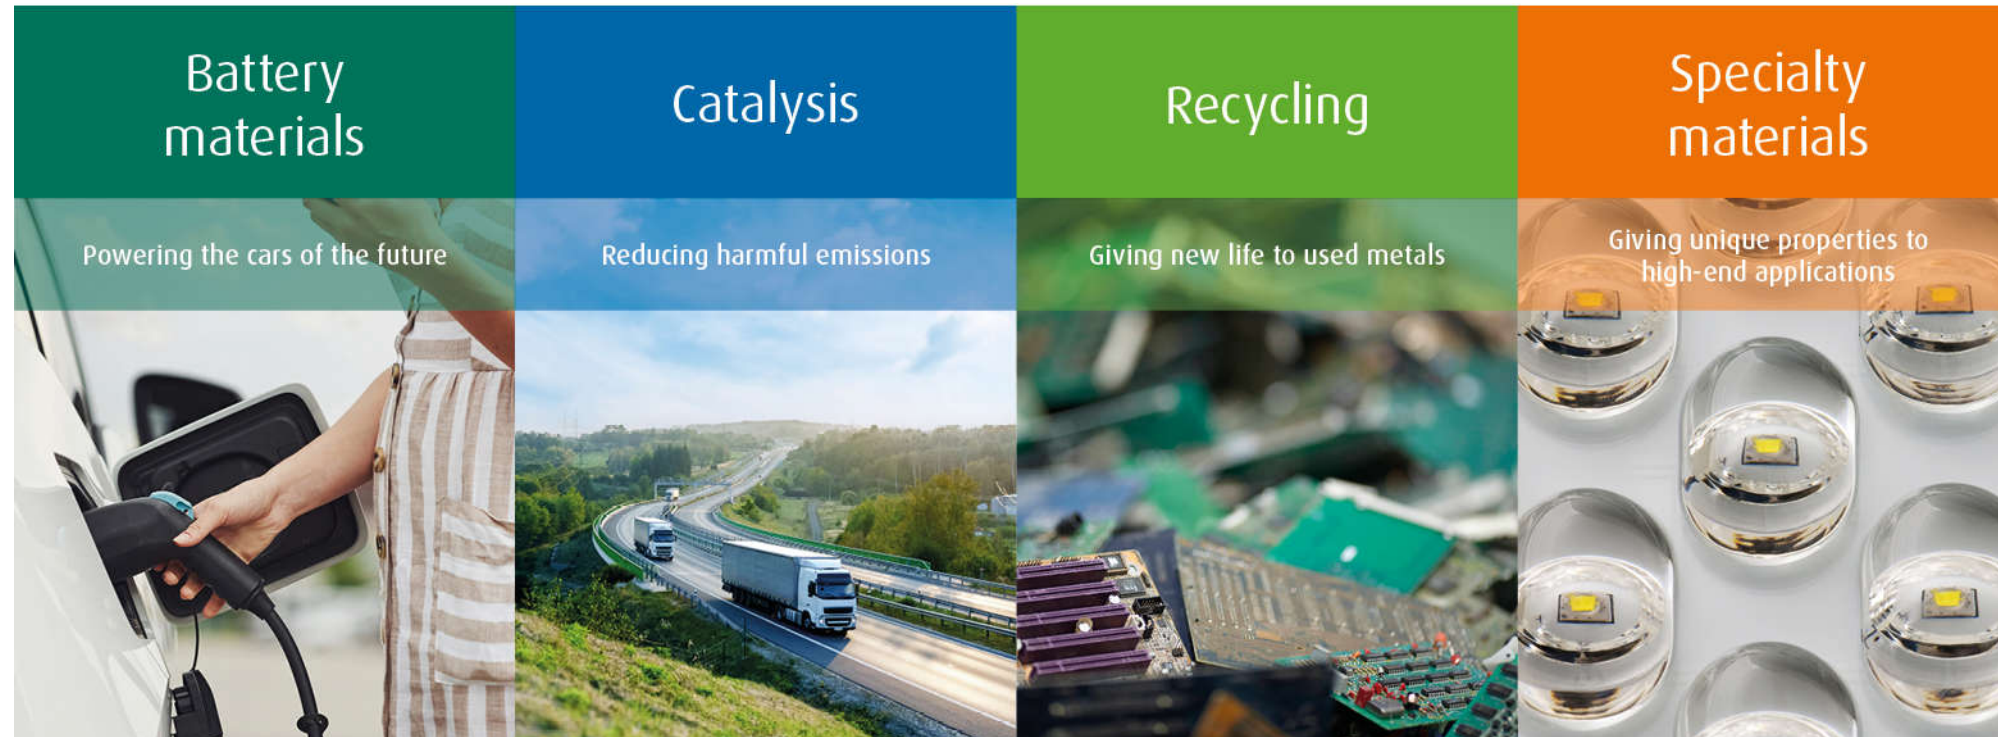 Battery
materials
Powering the cars of the future
Catalysis
Reducing harmful emissions
Recycling
Giving new life to used metals
Specialty
materials
Giving unique properties to
high-end applications